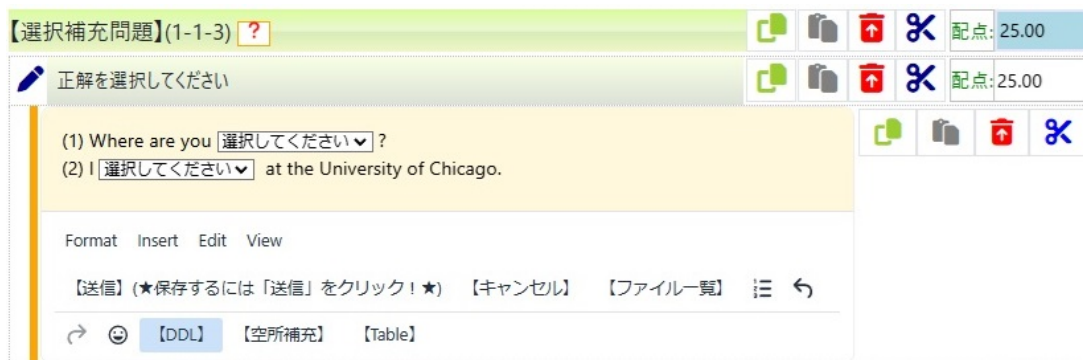 【選択補充問題】(1-1-3) ? 配点: 25.00
正解を選択してください 配点: 25.00
(1) Where are you 選択してください ?
(2) I 選択してください at the University of Chicago.
Format Insert Edit View
【送信】(★保存するには「送信」をクリック！★) 【キャンセル】 【ファイル一覧】
【DDL】 【空所補充】 【Table】